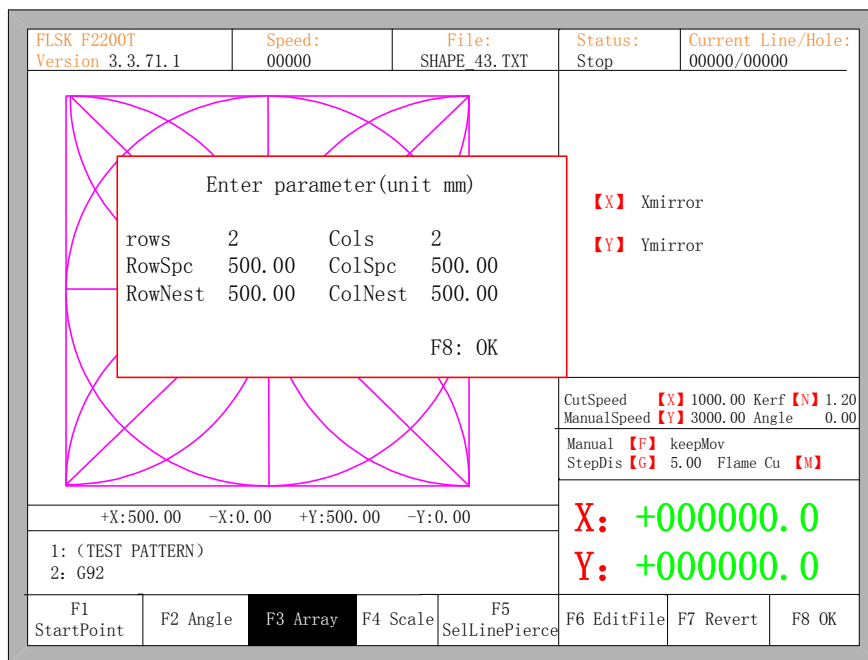 FLSK F2200T Speed: File: Status: Current Line/Hole:
Version 3.3.71.1 00000 SHAPE_43.TXT Stop 00000/00000
Enter parameter(unit mm)
rows 2 Cols 2
RowSpc 500.00 ColSpc 500.00
RowNest 500.00 ColNest 500.00
F8: OK
【X】 Xmirror
【Y】 Ymirror
CutSpeed 【X】 1000.00 Kerf 【N】 1.20
ManualSpeed 【Y】 3000.00 Angle 0.00
Manual 【F】 keepMov
StepDis 【G】 5.00 Flame Cu 【M】
+X:500.00 -X:0.00 +Y:500.00 -Y:0.00
1: (TEST PATTERN)
2: G92
X: +000000.0
Y: +000000.0
F1 StartPoint
F2 Angle
F3 Array
F4 Scale
F5 SelLinePierce
F6 EditFile
F7 Revert
F8 OK